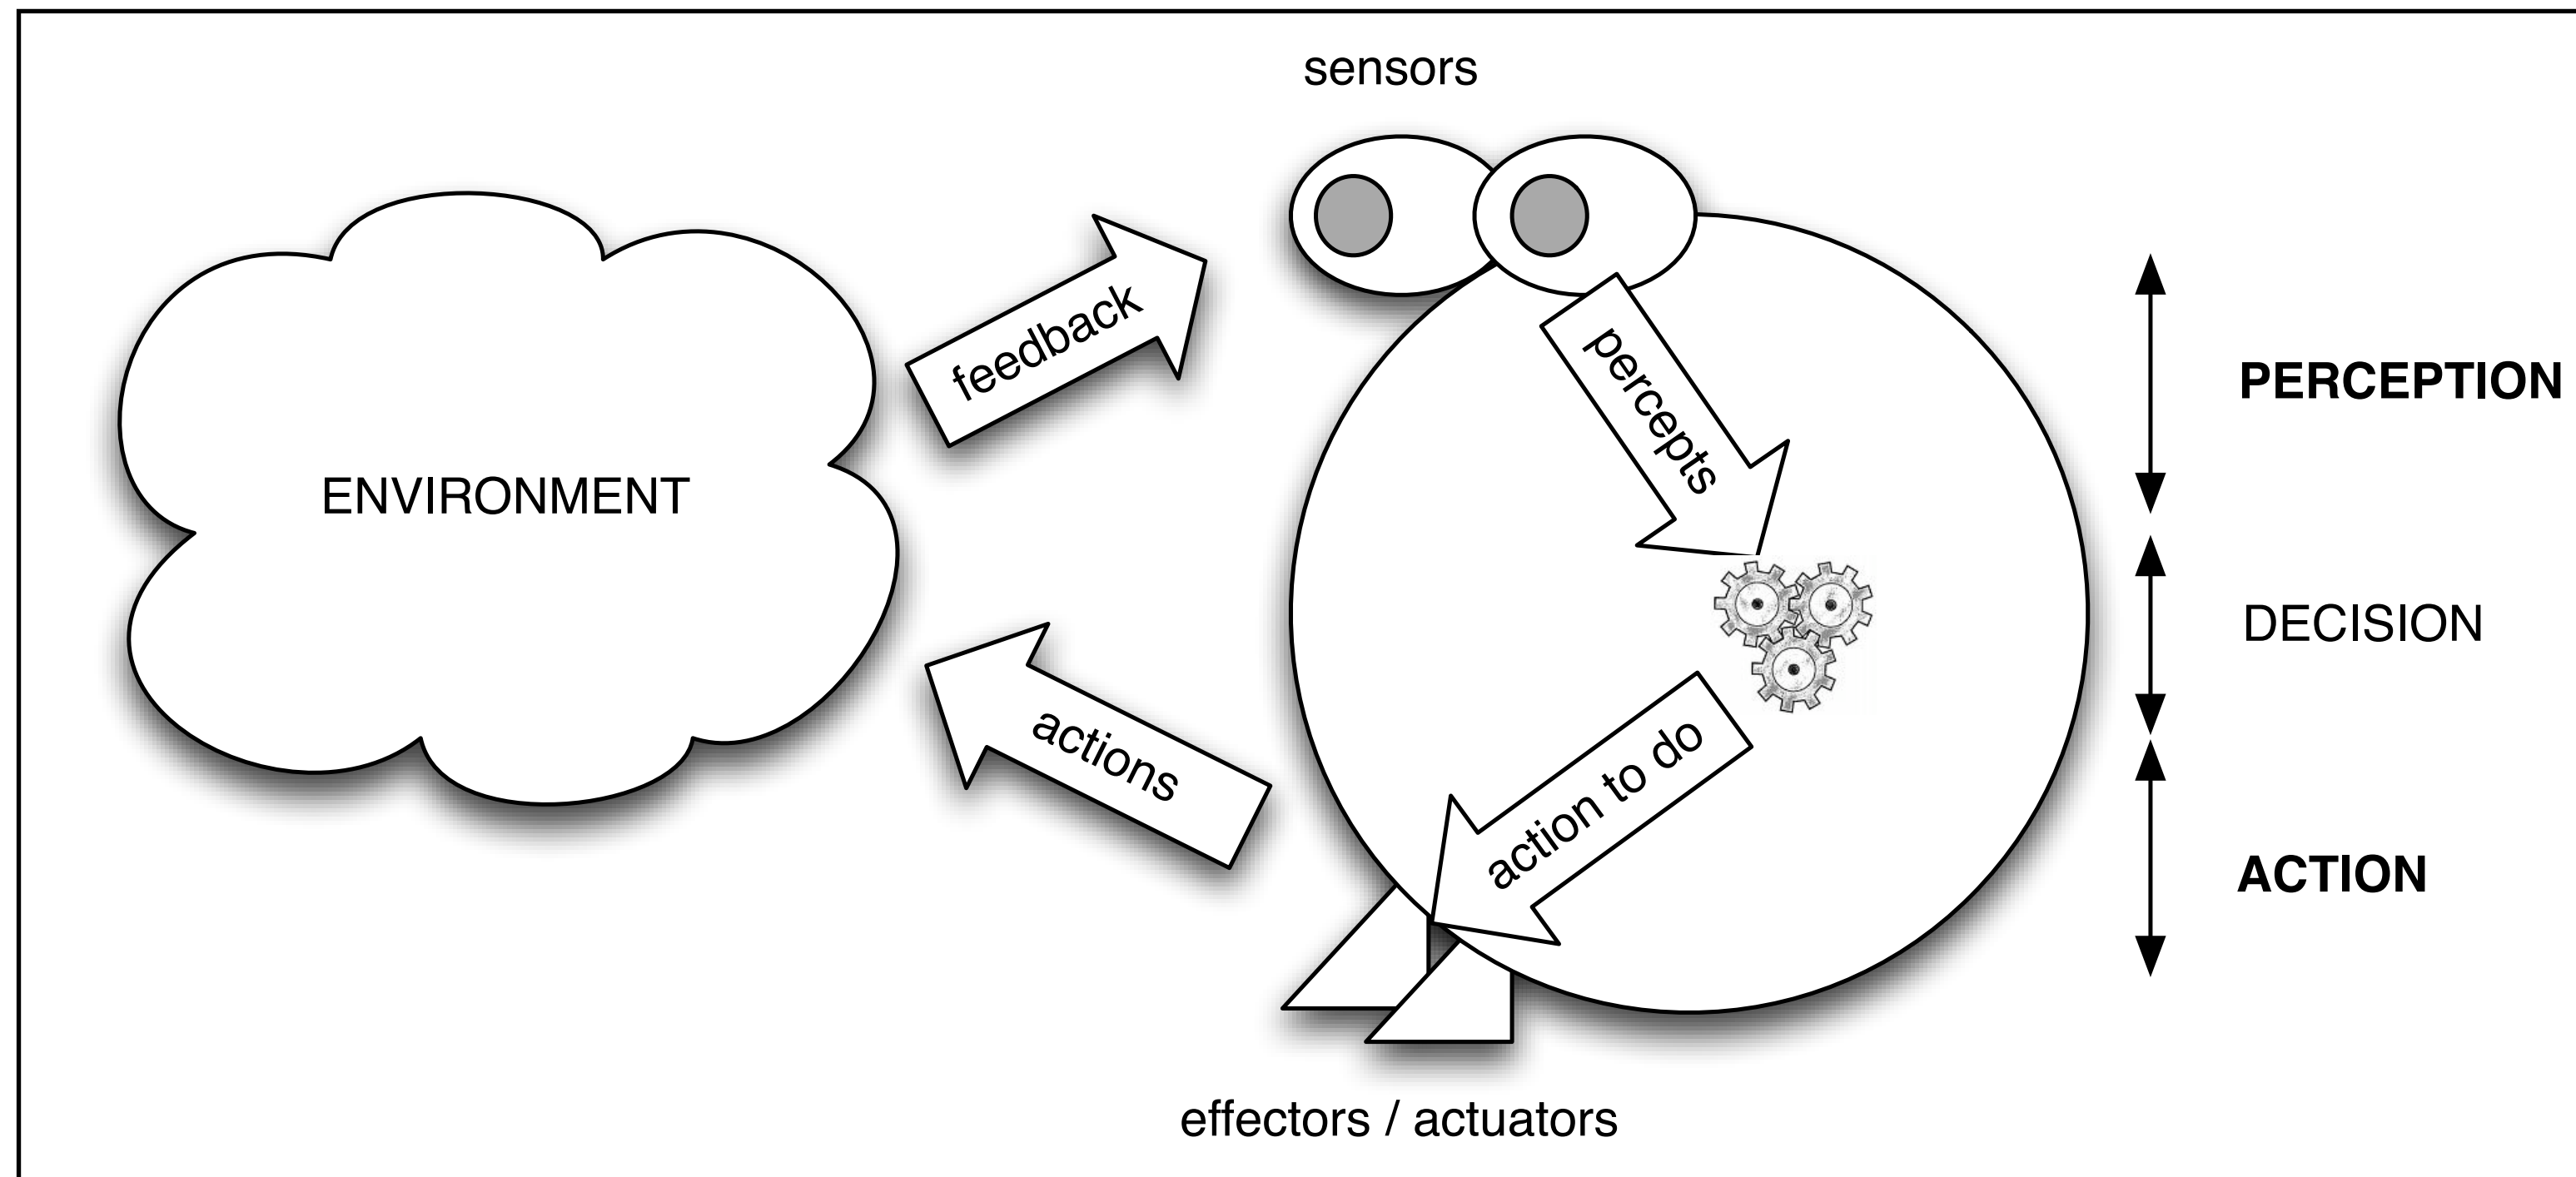 sensors
feedback
percepts
PERCEPTION
ENVIRONMENT
DECISION
actions
action to do
ACTION
effectors / actuators